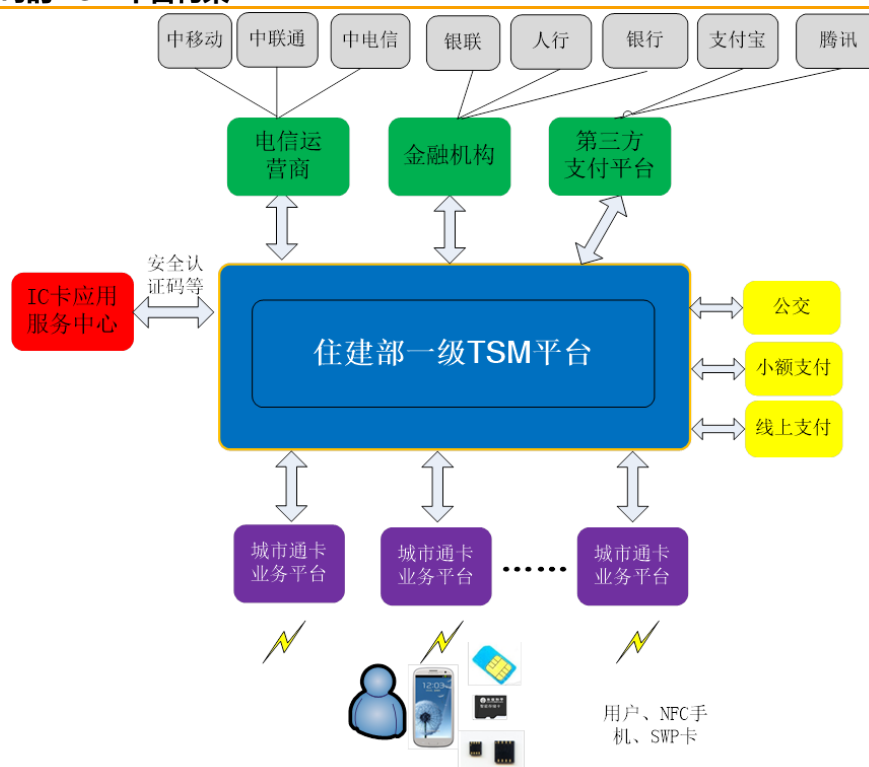 中移动
中联通
中电信
银联
人行
银行
支付宝
腾讯
电信运
营商
金融机构
第三方
支付平台
安全认
证码等
IC卡应用
服务中心
住建部一级TSM平台
公交
小额支付
线上支付
城市通卡
业务平台
城市通卡
业务平台
……
城市通卡
业务平台
12:03
用户、NFC手
机、SWP卡